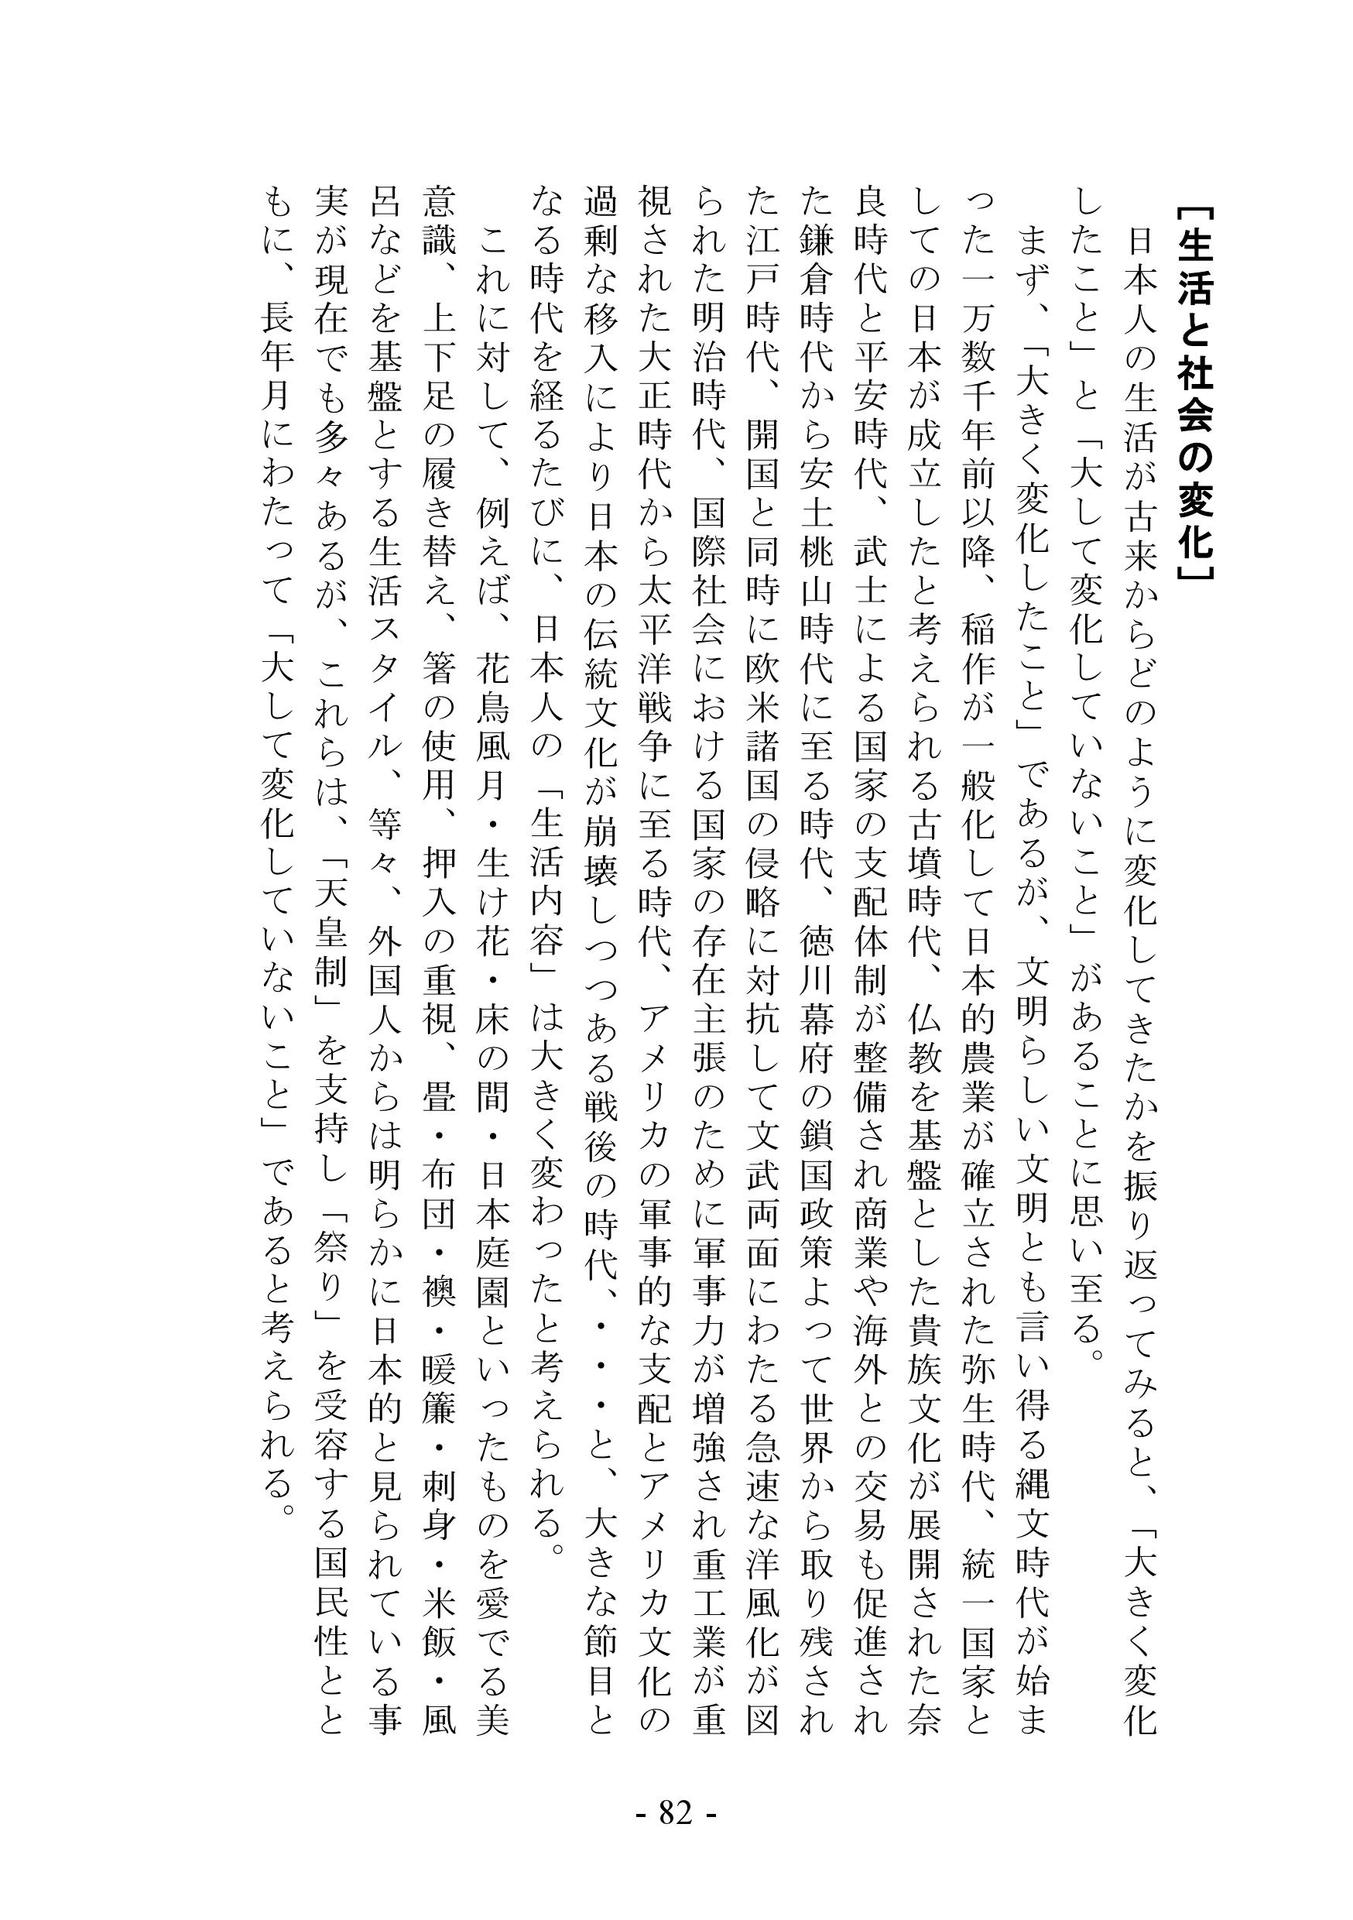 [生活と社会の変化]
日本人の生活が古来からどのように変化してきたかを振り返ってみると、「大きく変化
したこと」と「大して変化していないこと」があることに思い至る。
まず、「大きく変化したこと」であるが、文明らしい文明とも言い得る縄文時代が始ま
った一万数千年前以降、稲作が一般化して日本的農業が確立された弥生時代、統一国家と
しての日本が成立したと考えられる古墳時代、仏教を基盤とした貴族文化が展開された奈
良時代と平安時代、武士による国家の支配体制が整備され商業や海外との交易も促進され
た鎌倉時代から安土桃山時代に至る時代、徳川幕府の鎖国政策よって世界から取り残され
た江戸時代、開国と同時に欧米諸国の侵略に対抗して文武両面にわたる急速な洋風化が図
られた明治時代、国際社会における国家の存在主張のために軍事力が増強され重工業が重
視された大正時代から太平洋戦争に至る時代、アメリカの軍事的な支配とアメリカ文化の
過剰な移入により日本の伝統文化が崩壊しつつある戦後の時代、・・・と、大きな節目と
なる時代を経るたびに、日本人の「生活内容」は大きく変わったと考えられる。
これに対して、例えば、花鳥風月・生け花・床の間・日本庭園といったものを愛でる美
意識、上下足の履き替え、箸の使用、押入の重視、畳・布団・襖・暖簾・刺身・米飯・風
呂などを基盤とする生活スタイル、等々、外国人からは明らかに日本的と見られている事
実が現在でも多々あるが、これらは、「天皇制」を支持し「祭り」を受容する国民性とと
もに、長年月にわたって「大して変化していないこと」であると考えられる。
- 82 -